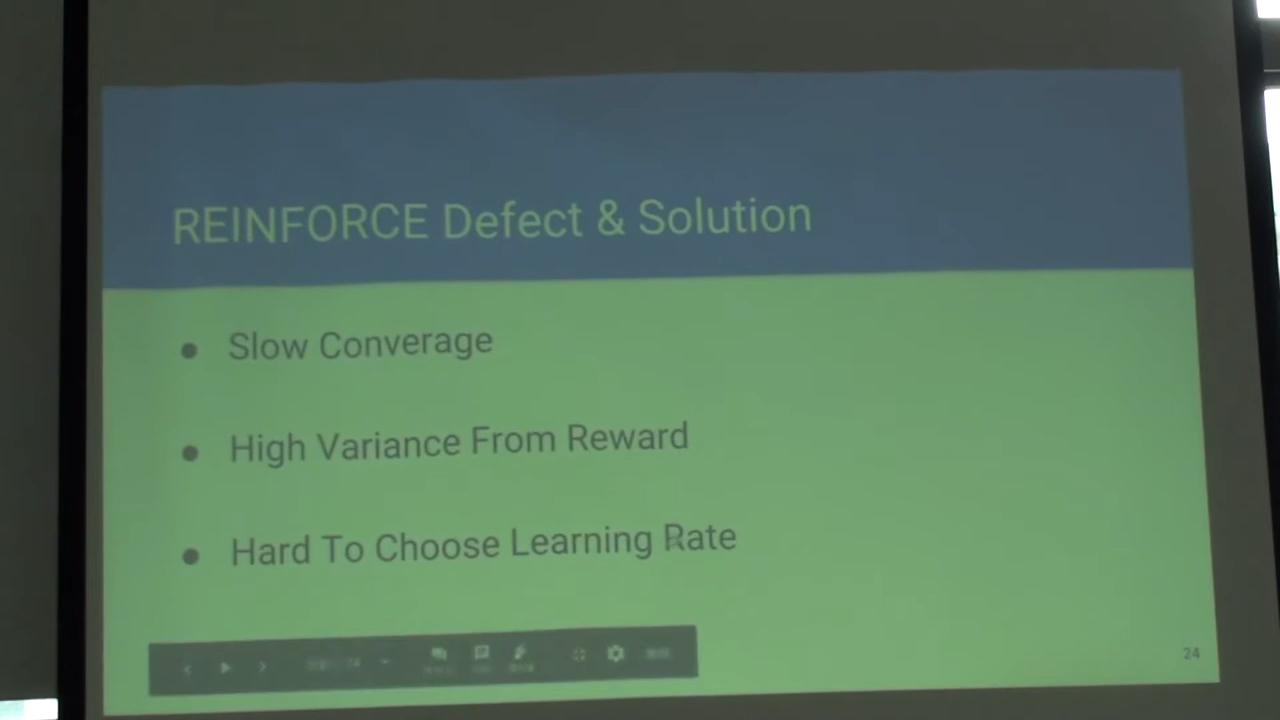 REINFORCE Defect & Solution
Slow Converage
High Variance From Reward
Hard To Choose Learning Rate
24